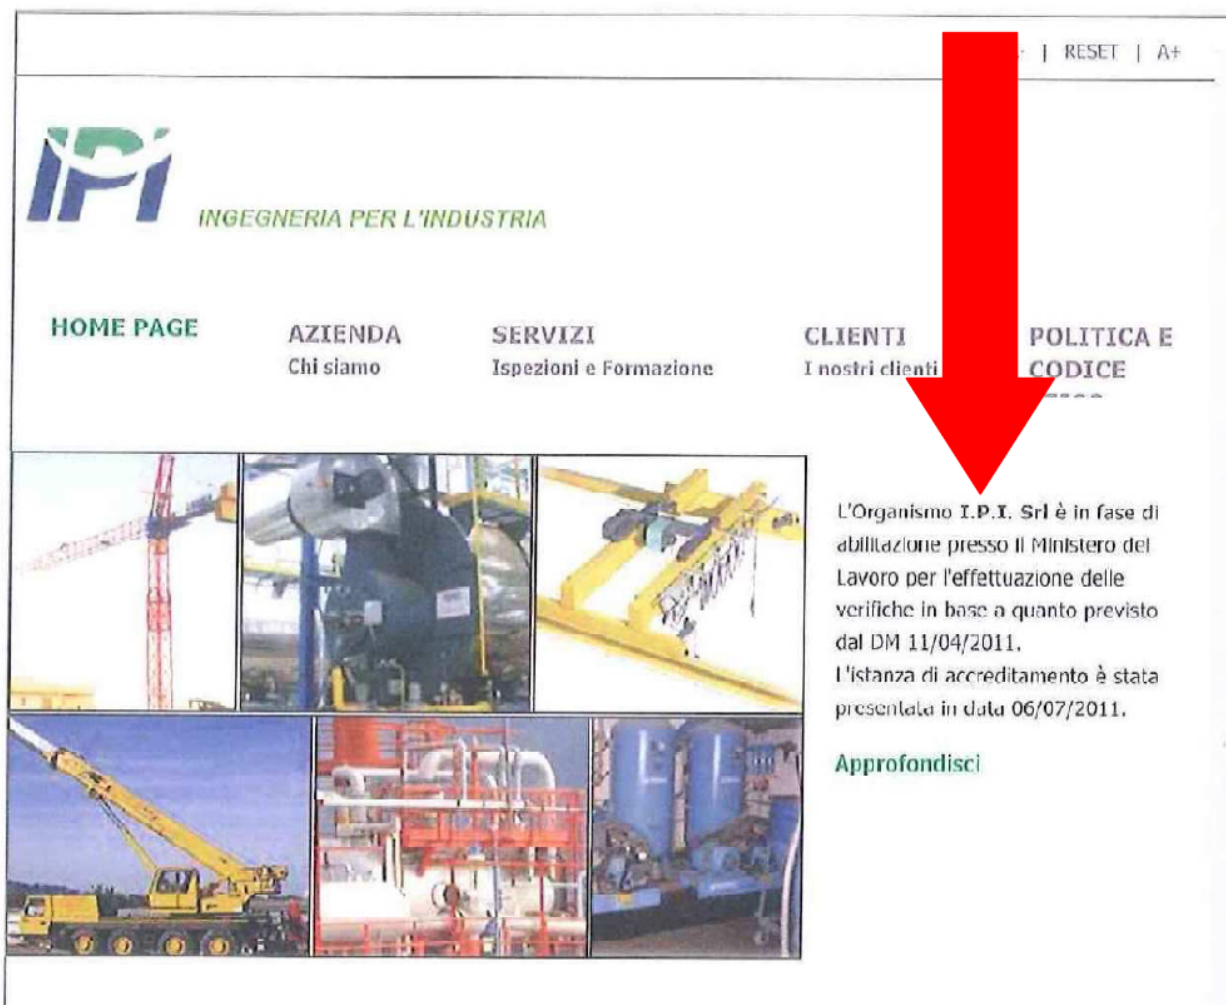 | RESET | A+
IPI
INGEGNERIA PER L'INDUSTRIA
HOME PAGE
AZIENDA
Chi siamo
SERVIZI
Ispezioni e Formazione
CLIENTI
I nostri clienti
POLITICA E
CODICE
L'Organismo I.P.I. Srl è in fase di
abilitazione presso il Ministero del
Lavoro per l'effettuazione delle
verifiche in base a quanto previsto
dal DM 11/04/2011.
L'istanza di accreditamento è stata
presentata in data 06/07/2011.
Approfondisci